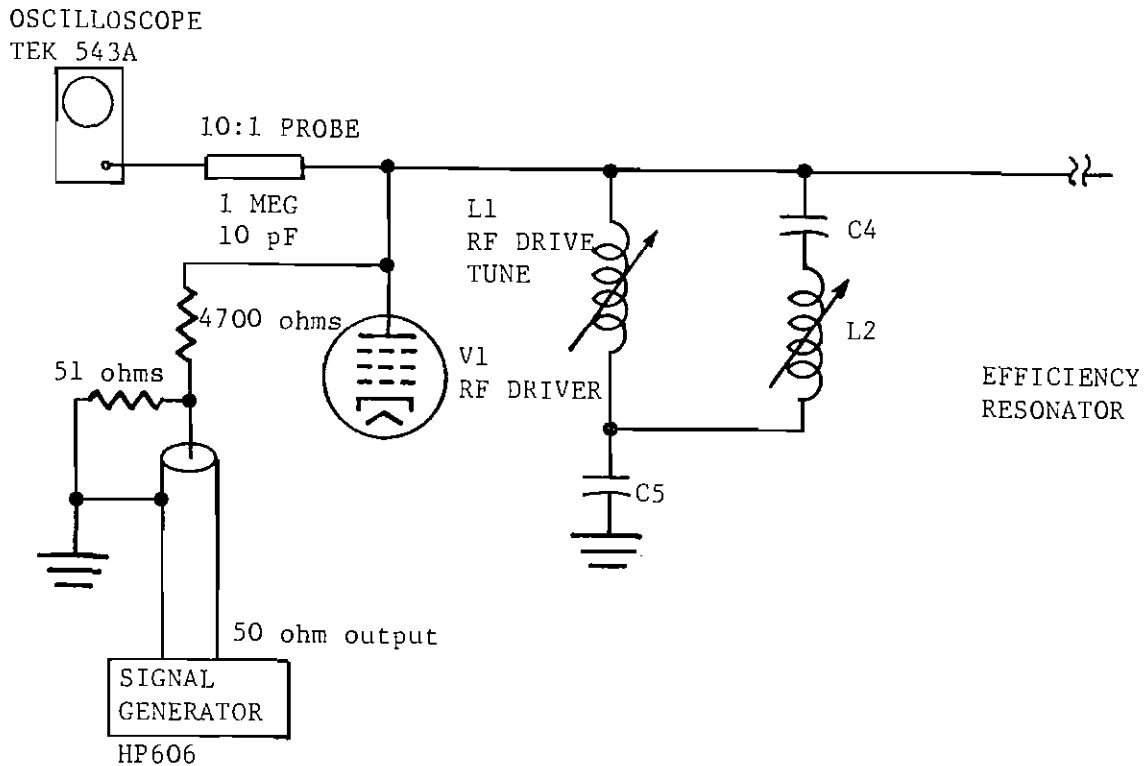 OSCILLOSCOPE
TEK 543A
10:1 PROBE
1 MEG
10 pF
L1
RF DRIVE
TUNE
C4
L2
4700 ohms
V1
RF DRIVER
51 ohms
EFFICIENCY
RESONATOR
C5
50 ohm output
SIGNAL
GENERATOR
HP606